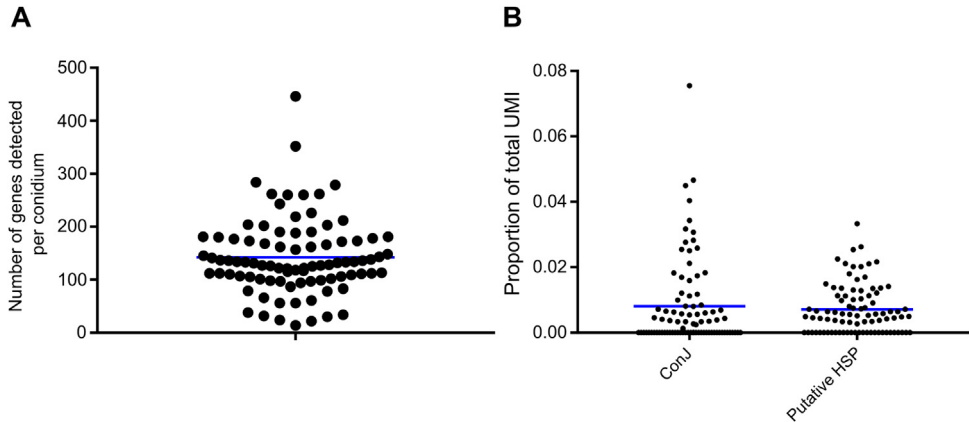 A
Number of genes detected
per conidium
500
400
300
200
100
0
B
Proportion of total UMI
0.08
0.06
0.04
0.02
0.00
ConJ
Putative HSP